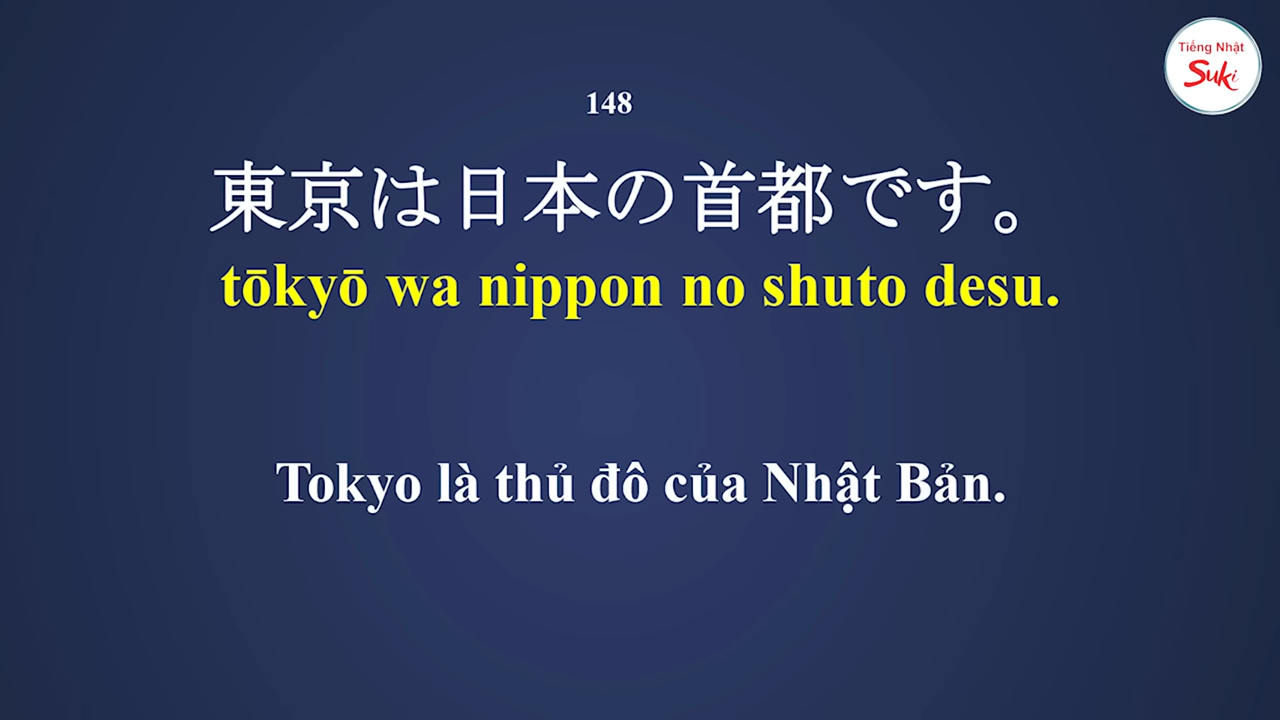 Tiếng Nhật
Suki
148
東京は日本の首都です。
tōkyō wa nippon no shuto desu.
Tokyo là thủ đô của Nhật Bản.